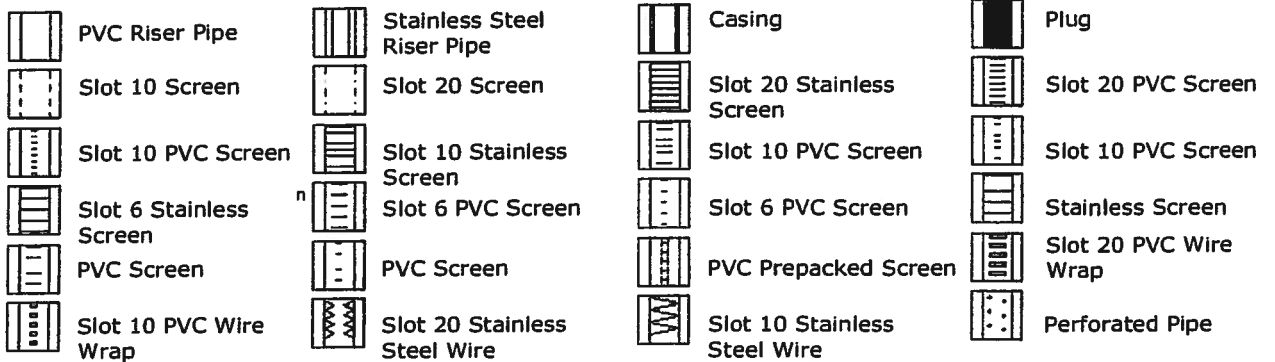 PVC Riser Pipe
Stainless Steel
Riser Pipe
Casing
Plug
Slot 10 Screen
Slot 20 Screen
Slot 20 Stainless
Screen
Slot 20 PVC Screen
Slot 10 PVC Screen
Slot 10 Stainless
Screen
Slot 10 PVC Screen
Slot 10 PVC Screen
Slot 6 Stainless
Screen
n
Slot 6 PVC Screen
Slot 6 PVC Screen
Stainless Screen
PVC Screen
PVC Screen
PVC Prepacked Screen
Slot 20 PVC Wire
Wrap
Slot 10 PVC Wire
Wrap
Slot 20 Stainless
Steel Wire
Slot 10 Stainless
Steel Wire
Perforated Pipe